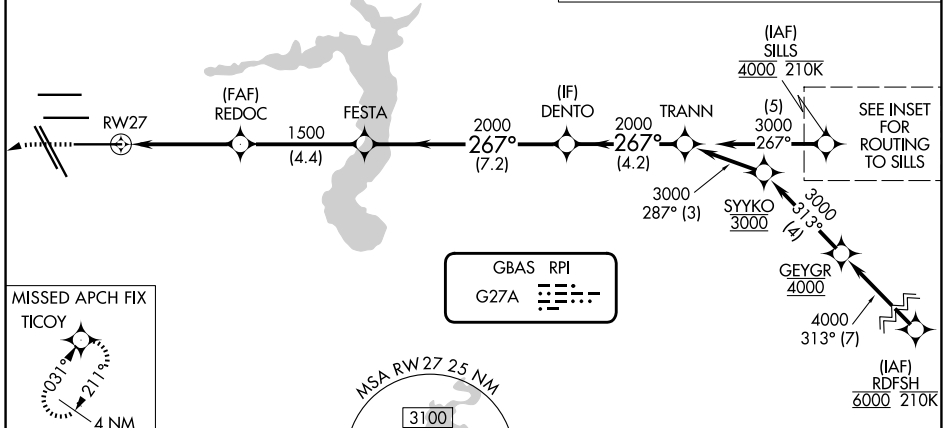 (IAF)
SILLS
4000 210K
(FAF)
REDOC
FESTA
(IF)
DENTO
TRANN
(5)
3000
267°
SEE INSET
FOR
ROUTING
TO SILLS
RW27
1500
(4.4)
2000
267°
(7.2)
2000
267°
(4.2)
3000
287° (3)
SYYKO
3000
3000
313°
(4)
GEYGR
4000
4000
313° (7)
(IAF)
RDFSH
6000 210K
GBAS RPI
G27A
MISSED APCH FIX
TICOY
031°
211°
4 NM
MSA RW27 25 NM
3100